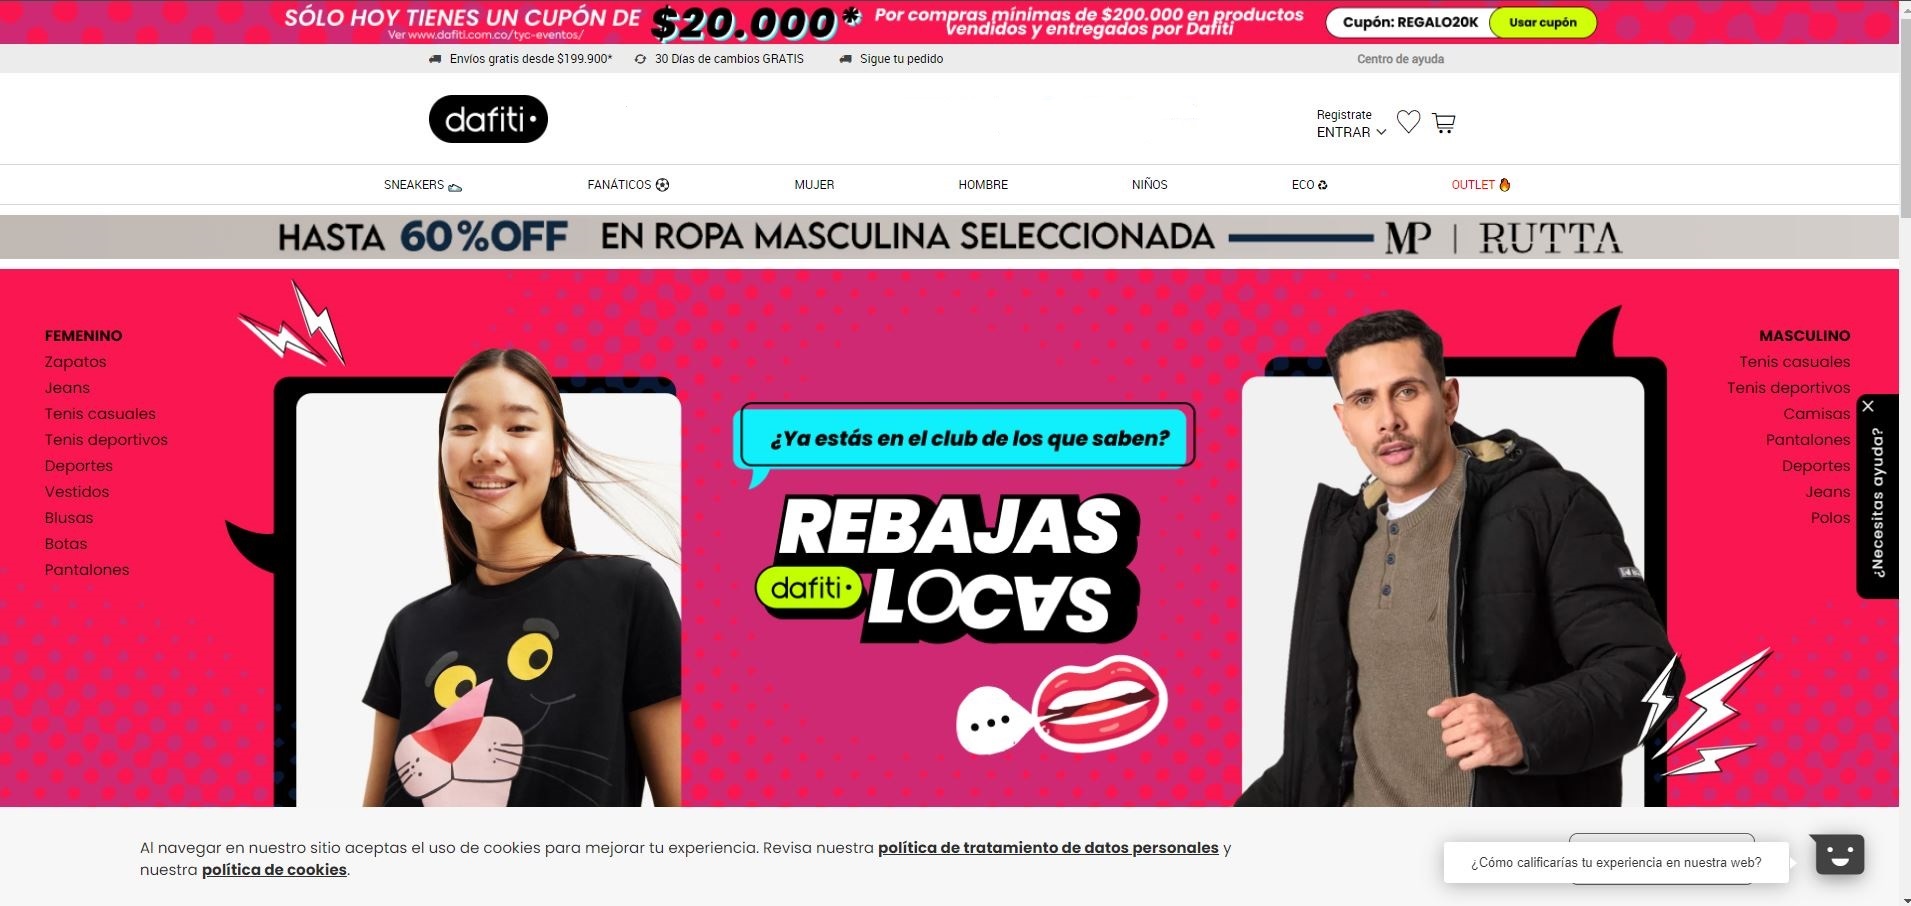 SÓLO HOY TIENES UN CUPÓN DE $20.000*
Ver www.dafiti.com.co/tyc-eventos/
Por compras mínimas de $200.000 en productos
vendidos y entregados por Dafiti
Cupón: REGALO20K
Usar cupón
Envíos gratis desde $199.900*
30 Días de cambios GRATIS
Sigue tu pedido
Centro de ayuda
dafiti
Registrate
ENTRAR
SNEAKERS
FANÁTICOS
MUJER
HOMBRE
NIÑOS
ECO
OUTLET
HASTA 60%OFF EN ROPA MASCULINA SELECCIONADA MP | RUTTA
FEMENINO
Zapatos
Jeans
Tenis casuales
Tenis deportivos
Deportes
Vestidos
Blusas
Botas
Pantalones
¿Ya estás en el club de los que saben?
REBAJAS
dafiti LOCAS
MASCULINO
Tenis casuales
Tenis deportivos
Camisas
Pantalones
Deportes
Jeans
Polos
¿Necesitas ayuda?
Al navegar en nuestro sitio aceptas el uso de cookies para mejorar tu experiencia. Revisa nuestra política de tratamiento de datos personales y
nuestra política de cookies.
¿Cómo calificarías tu experiencia en nuestra web?